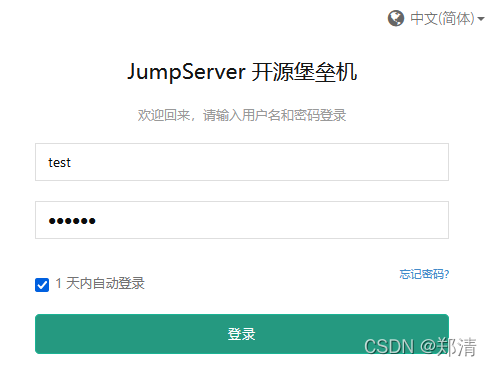 中文(简体)
JumpServer 开源堡垒机
欢迎回来，请输入用户名和密码登录
test
••••••
忘记密码?
1 天内自动登录
登录
CSDN @郑清